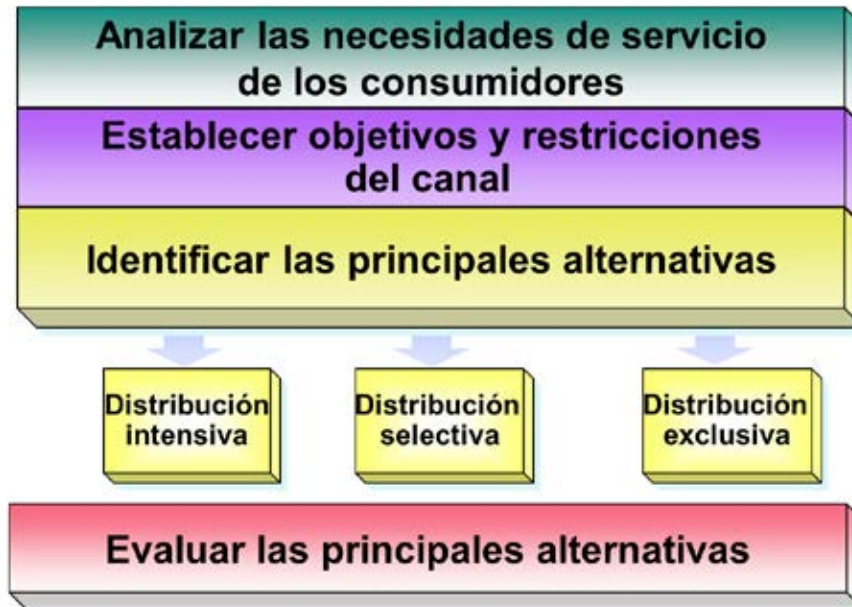 Analizar las necesidades de servicio
de los consumidores
Establecer objetivos y restricciones
del canal
Identificar las principales alternativas
Distribución
intensiva
Distribución
selectiva
Distribución
exclusiva
Evaluar las principales alternativas